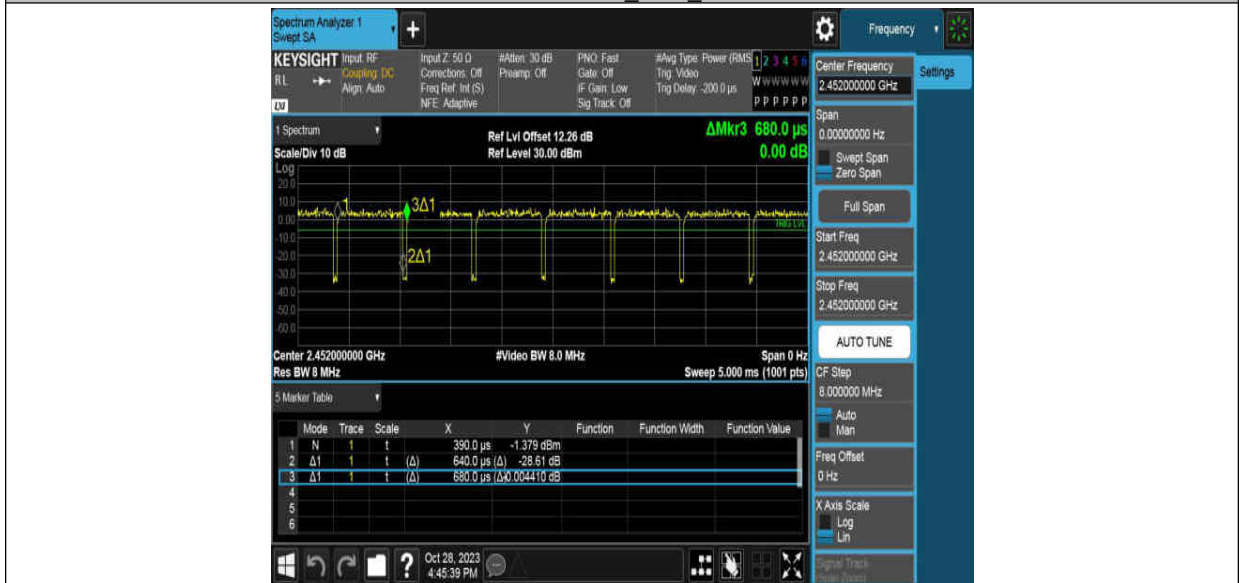 Spectrum Analyzer 1
Swept SA
+
Frequency
KEYSIGHT
RL
LXI
Input: RF
Coupling: DC
Align: Auto
Input Z: 50 Ω
Corrections: Off
Freq Ref: Int (S)
NFE: Adaptive
#Atten: 30 dB
Preamp: Off
PNO: Fast
Gate: Off
IF Gain: Low
Sig Track: Off
#Avg Type: Power (RMS
Trig: Video
Trig Delay: -200.0 µs
1 2 3 4 5 6
W W W W W W
P P P P P P
Center Frequency
2.452000000 GHz
Settings
Span
0.00000000 Hz
Swept Span
Zero Span
Full Span
Start Freq
2.452000000 GHz
Stop Freq
2.452000000 GHz
AUTO TUNE
CF Step
8.000000 MHz
Auto
Man
Freq Offset
0 Hz
X Axis Scale
Log
Lin
Signal Track
(Span Zoom)
1 Spectrum
Scale/Div 10 dB
Ref Lvl Offset 12.26 dB
Ref Level 30.00 dBm
ΔMkr3 680.0 µs
0.00 dB
Log
20.0
10.0
0.00
-10.0
-20.0
-30.0
-40.0
-50.0
-60.0
1
3Δ1
2Δ1
TRIG LVL
Center 2.452000000 GHz
Res BW 8 MHz
#Video BW 8.0 MHz
Span 0 Hz
Sweep 5.000 ms (1001 pts)
5 Marker Table
Mode Trace Scale X Y Function Function Width Function Value
1 N 1 t 390.0 µs -1.379 dBm
2 Δ1 1 t (Δ) 640.0 µs (Δ) -28.61 dB
3 Δ1 1 t (Δ) 680.0 µs (Δ) 0.004410 dB
4
5
6
?
Oct 28, 2023
4:45:39 PM